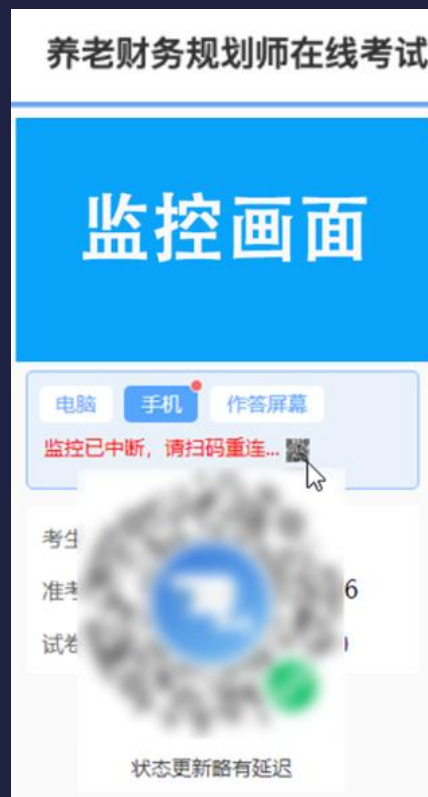 养老财务规划师在线考试
监控画面
电脑 手机 作答屏幕
监控已中断，请扫码重连...
考生
准考 6
试卷
状态更新略有延迟